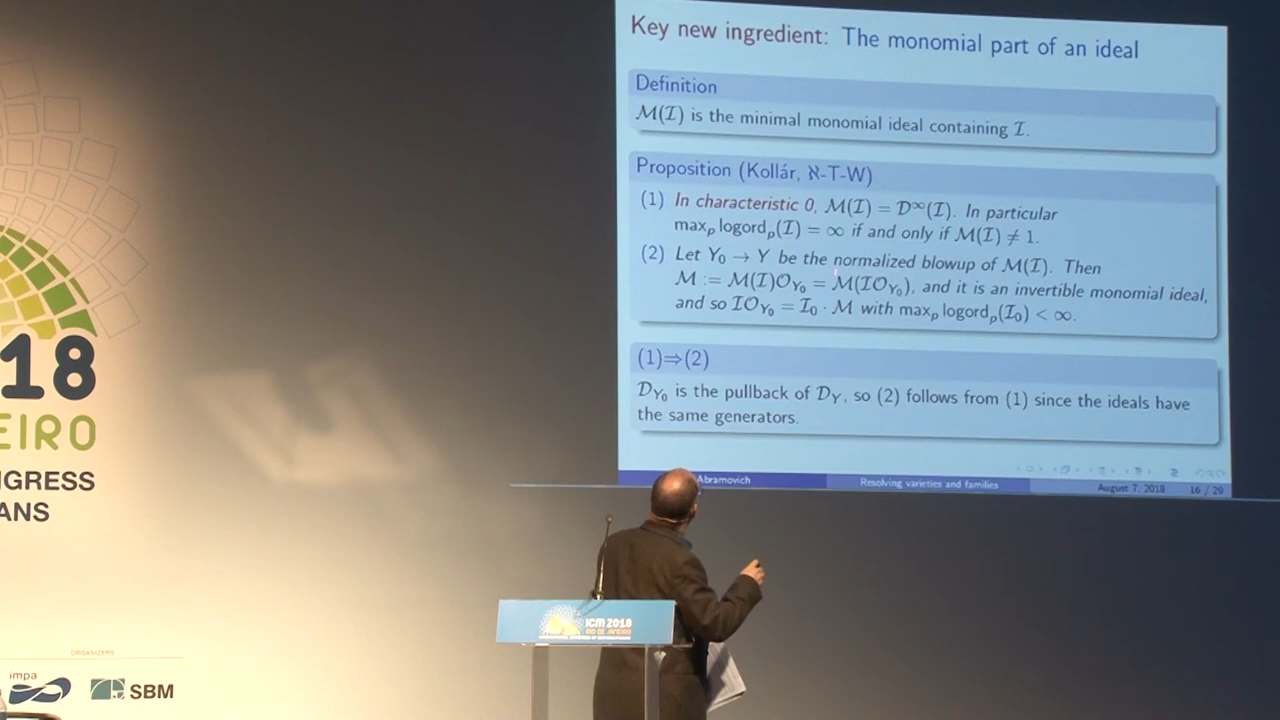 Key new ingredient: The monomial part of an ideal
Definition
𝓜(𝓘) is the minimal monomial ideal containing 𝓘.
Proposition (Kollár, ℵ-T-W)
(1) In characteristic 0, 𝓜(𝓘) = 𝓓^∞(𝓘). In particular
max_p logord_p(𝓘) = ∞ if and only if 𝓜(𝓘) ≠ 1.
(2) Let Y₀ → Y be the normalized blowup of 𝓜(𝓘). Then
𝓜 := 𝓜(𝓘)𝓞_{Y₀} = 𝓜(𝓘𝓞_{Y₀}), and it is an invertible monomial ideal,
and so 𝓘𝓞_{Y₀} = 𝓘₀ · 𝓜 with max_p logord_p(𝓘₀) < ∞.
(1)⇒(2)
𝓓_{Y₀} is the pullback of 𝓓_Y, so (2) follows from (1) since the ideals have
the same generators.
Abramovich
Resolving varieties and families
August 7, 2018
16 / 29
18
EIRO
NGRESS
ANS
ICM 2018
RIO DE JANEIRO
ORGANIZERS
impa
SBM